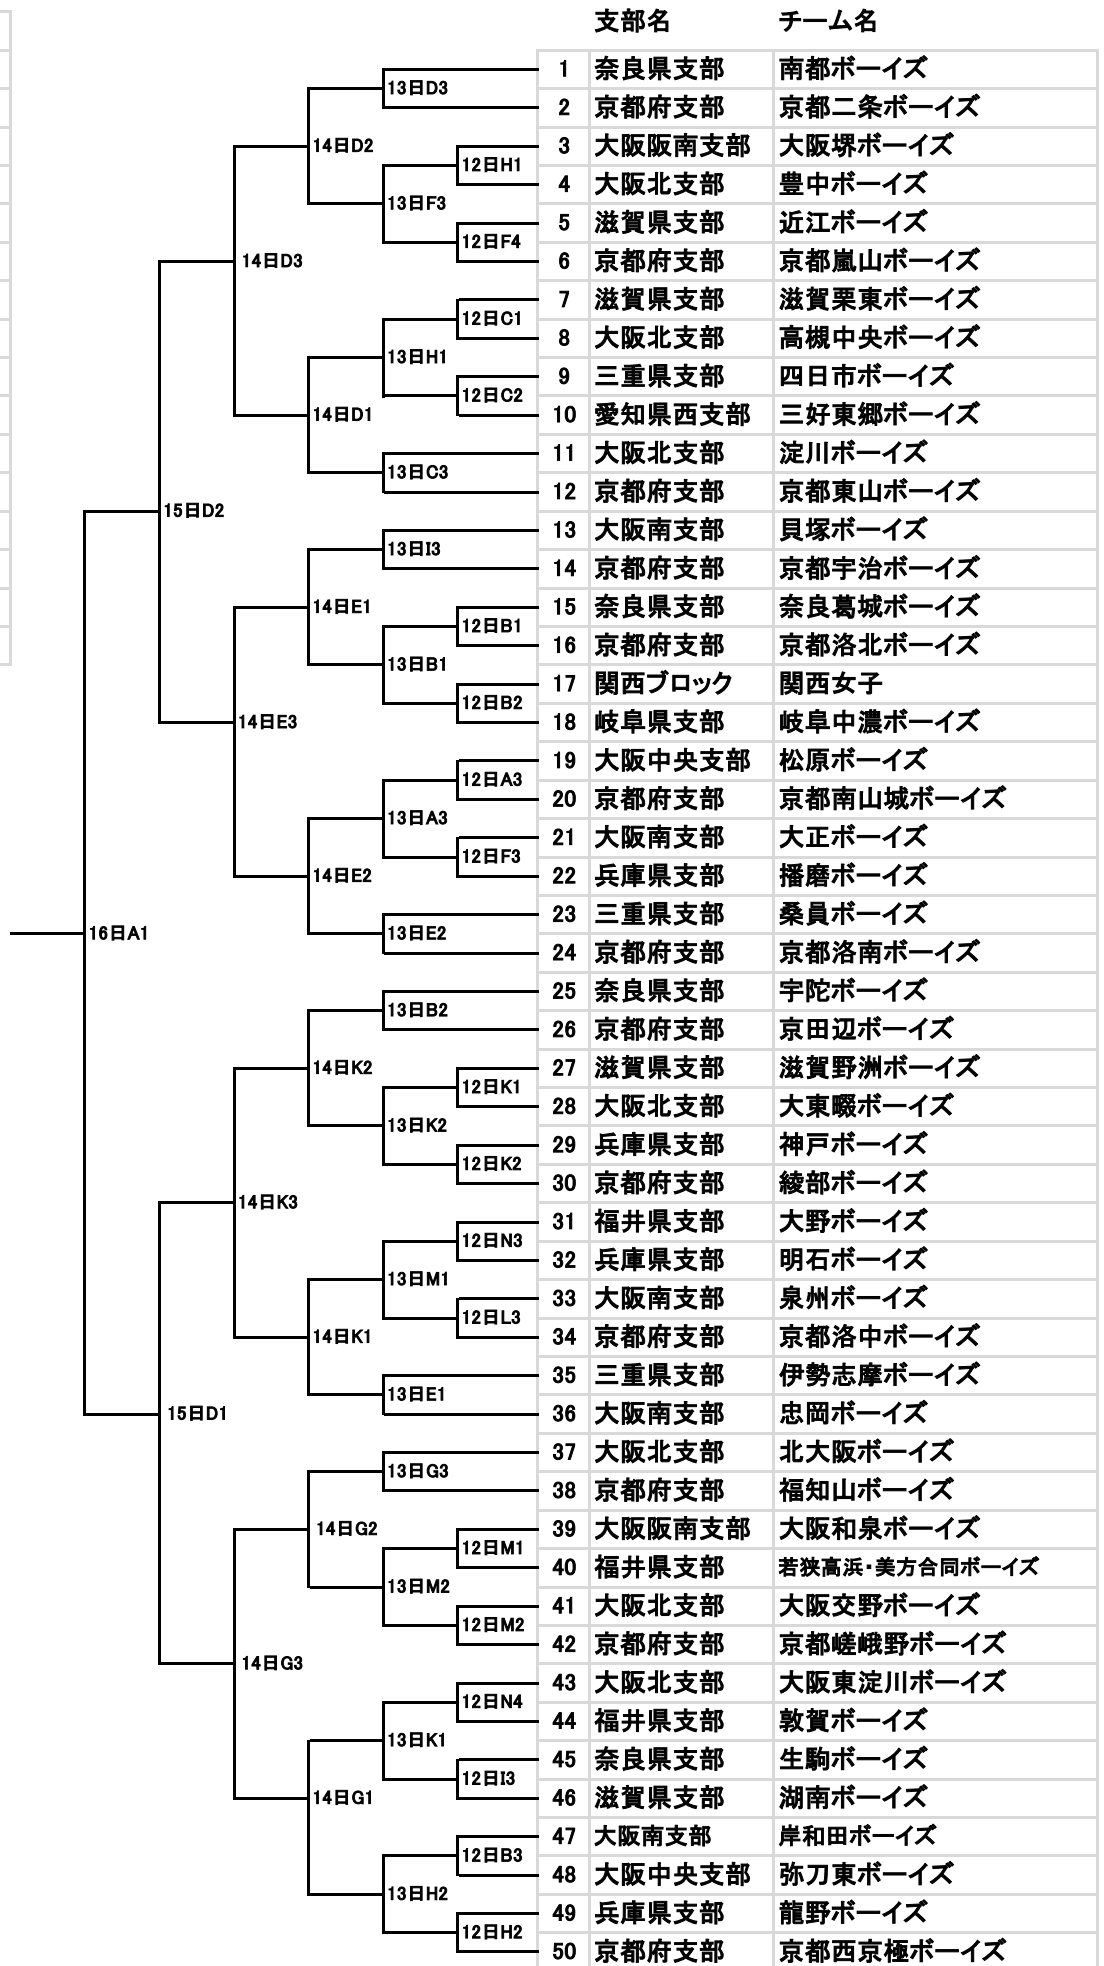 支部名 チーム名
1 奈良県支部 南都ボーイズ
13日D3
2 京都府支部 京都二条ボーイズ
14日D2
3 大阪阪南支部 大阪堺ボーイズ
12日H1
4 大阪北支部 豊中ボーイズ
13日F3
5 滋賀県支部 近江ボーイズ
12日F4
6 京都府支部 京都嵐山ボーイズ
14日D3
7 滋賀県支部 滋賀栗東ボーイズ
12日C1
8 大阪北支部 高槻中央ボーイズ
13日H1
9 三重県支部 四日市ボーイズ
12日C2
10 愛知県西支部 三好東郷ボーイズ
14日D1
11 大阪北支部 淀川ボーイズ
13日C3
12 京都府支部 京都東山ボーイズ
15日D2
13 大阪南支部 貝塚ボーイズ
13日I3
14 京都府支部 京都宇治ボーイズ
14日E1
15 奈良県支部 奈良葛城ボーイズ
12日B1
16 京都府支部 京都洛北ボーイズ
13日B1
17 関西ブロック 関西女子
12日B2
18 岐阜県支部 岐阜中濃ボーイズ
14日E3
19 大阪中央支部 松原ボーイズ
12日A3
20 京都府支部 京都南山城ボーイズ
13日A3
21 大阪南支部 大正ボーイズ
12日F3
22 兵庫県支部 播磨ボーイズ
14日E2
23 三重県支部 桑員ボーイズ
16日A1
13日E2
24 京都府支部 京都洛南ボーイズ
25 奈良県支部 宇陀ボーイズ
13日B2
26 京都府支部 京田辺ボーイズ
14日K2
27 滋賀県支部 滋賀野洲ボーイズ
12日K1
28 大阪北支部 大東畷ボーイズ
13日K2
29 兵庫県支部 神戸ボーイズ
12日K2
30 京都府支部 綾部ボーイズ
14日K3
31 福井県支部 大野ボーイズ
12日N3
32 兵庫県支部 明石ボーイズ
13日M1
33 大阪南支部 泉州ボーイズ
12日L3
34 京都府支部 京都洛中ボーイズ
14日K1
35 三重県支部 伊勢志摩ボーイズ
13日E1
36 大阪南支部 忠岡ボーイズ
15日D1
37 大阪北支部 北大阪ボーイズ
13日G3
38 京都府支部 福知山ボーイズ
14日G2
39 大阪阪南支部 大阪和泉ボーイズ
12日M1
40 福井県支部 若狭高浜・美方合同ボーイズ
13日M2
41 大阪北支部 大阪交野ボーイズ
12日M2
42 京都府支部 京都嵯峨野ボーイズ
14日G3
43 大阪北支部 大阪東淀川ボーイズ
12日N4
44 福井県支部 敦賀ボーイズ
13日K1
45 奈良県支部 生駒ボーイズ
12日I3
46 滋賀県支部 湖南ボーイズ
14日G1
47 大阪南支部 岸和田ボーイズ
12日B3
48 大阪中央支部 弥刀東ボーイズ
13日H2
49 兵庫県支部 龍野ボーイズ
12日H2
50 京都府支部 京都西京極ボーイズ